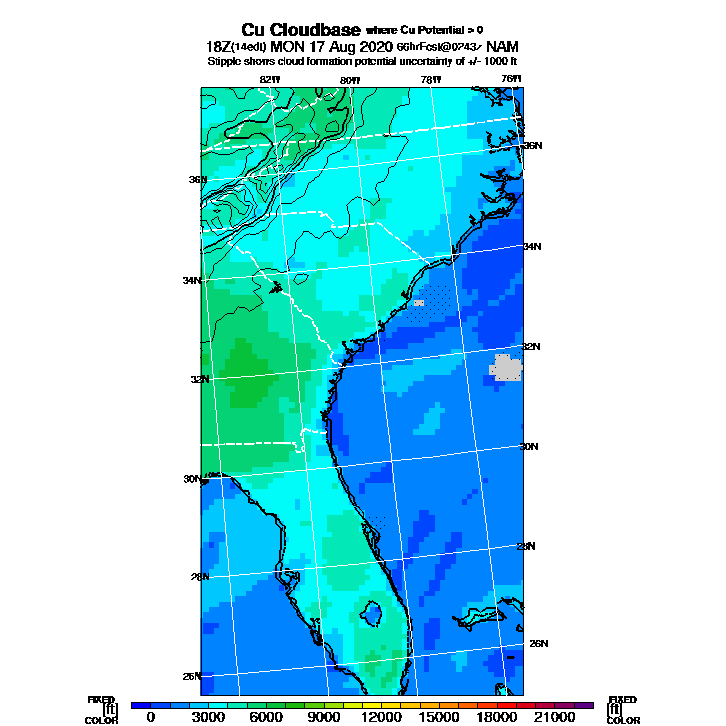 Cu Cloudbase where Cu Potential > 0
18Z(14edt) MON 17 Aug 2020 66hrFcst@0743z NAM
Stipple shows cloud formation potential uncertainty of +/- 1000 ft
82W 80W 78W 76W
36N
36N
34N
34N
32N
32N
30N
30N
28N
28N
26N
26N
FIXED FIXED
[ft] [ft]
COLOR COLOR
0 3000 6000 9000 12000 15000 18000 21000